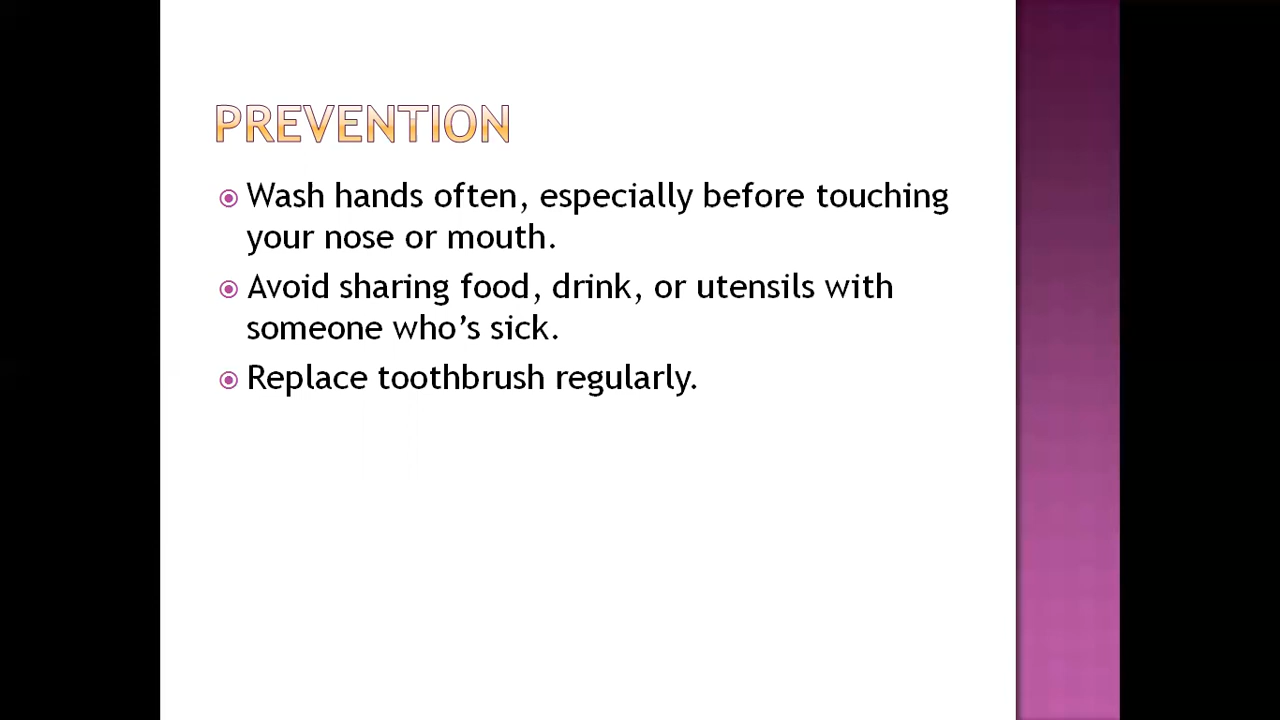 PREVENTION
Wash hands often, especially before touching
your nose or mouth.
Avoid sharing food, drink, or utensils with
someone who’s sick.
Replace toothbrush regularly.